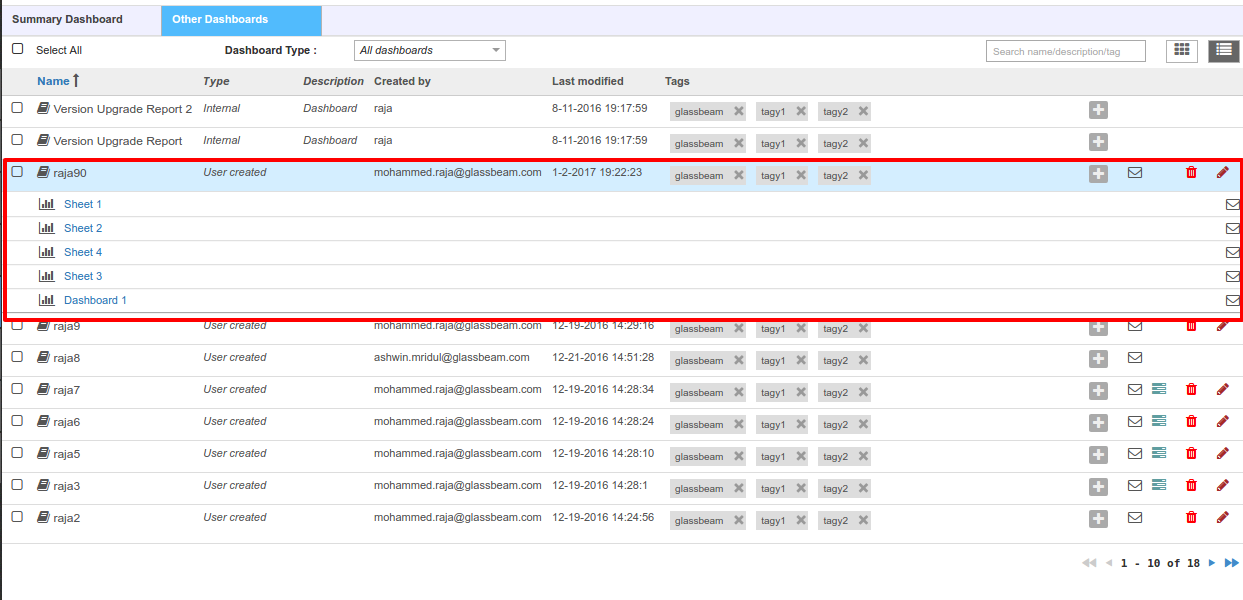 Summary Dashboard Other Dashboards
Select All Dashboard Type : All dashboards Search name/description/tag
Name Type Description Created by Last modified Tags
Version Upgrade Report 2 Internal Dashboard raja 8-11-2016 19:17:59 glassbeam tagy1 tagy2
Version Upgrade Report Internal Dashboard raja 8-11-2016 19:17:59 glassbeam tagy1 tagy2
raja90 User created mohammed.raja@glassbeam.com 1-2-2017 19:22:23 glassbeam tagy1 tagy2
Sheet 1
Sheet 2
Sheet 4
Sheet 3
Dashboard 1
raja9 User created mohammed.raja@glassbeam.com 12-19-2016 14:29:16 glassbeam tagy1 tagy2
raja8 User created ashwin.mridul@glassbeam.com 12-21-2016 14:51:28 glassbeam tagy1 tagy2
raja7 User created mohammed.raja@glassbeam.com 12-19-2016 14:28:34 glassbeam tagy1 tagy2
raja6 User created mohammed.raja@glassbeam.com 12-19-2016 14:28:24 glassbeam tagy1 tagy2
raja5 User created mohammed.raja@glassbeam.com 12-19-2016 14:28:10 glassbeam tagy1 tagy2
raja3 User created mohammed.raja@glassbeam.com 12-19-2016 14:28:1 glassbeam tagy1 tagy2
raja2 User created mohammed.raja@glassbeam.com 12-19-2016 14:24:56 glassbeam tagy1 tagy2
1 - 10 of 18